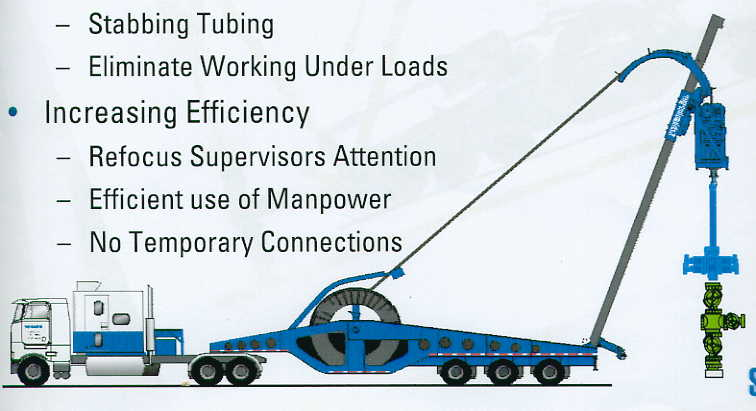 – Stabbing Tubing
– Eliminate Working Under Loads
• Increasing Efficiency
– Refocus Supervisors Attention
– Efficient use of Manpower
– No Temporary Connections
S